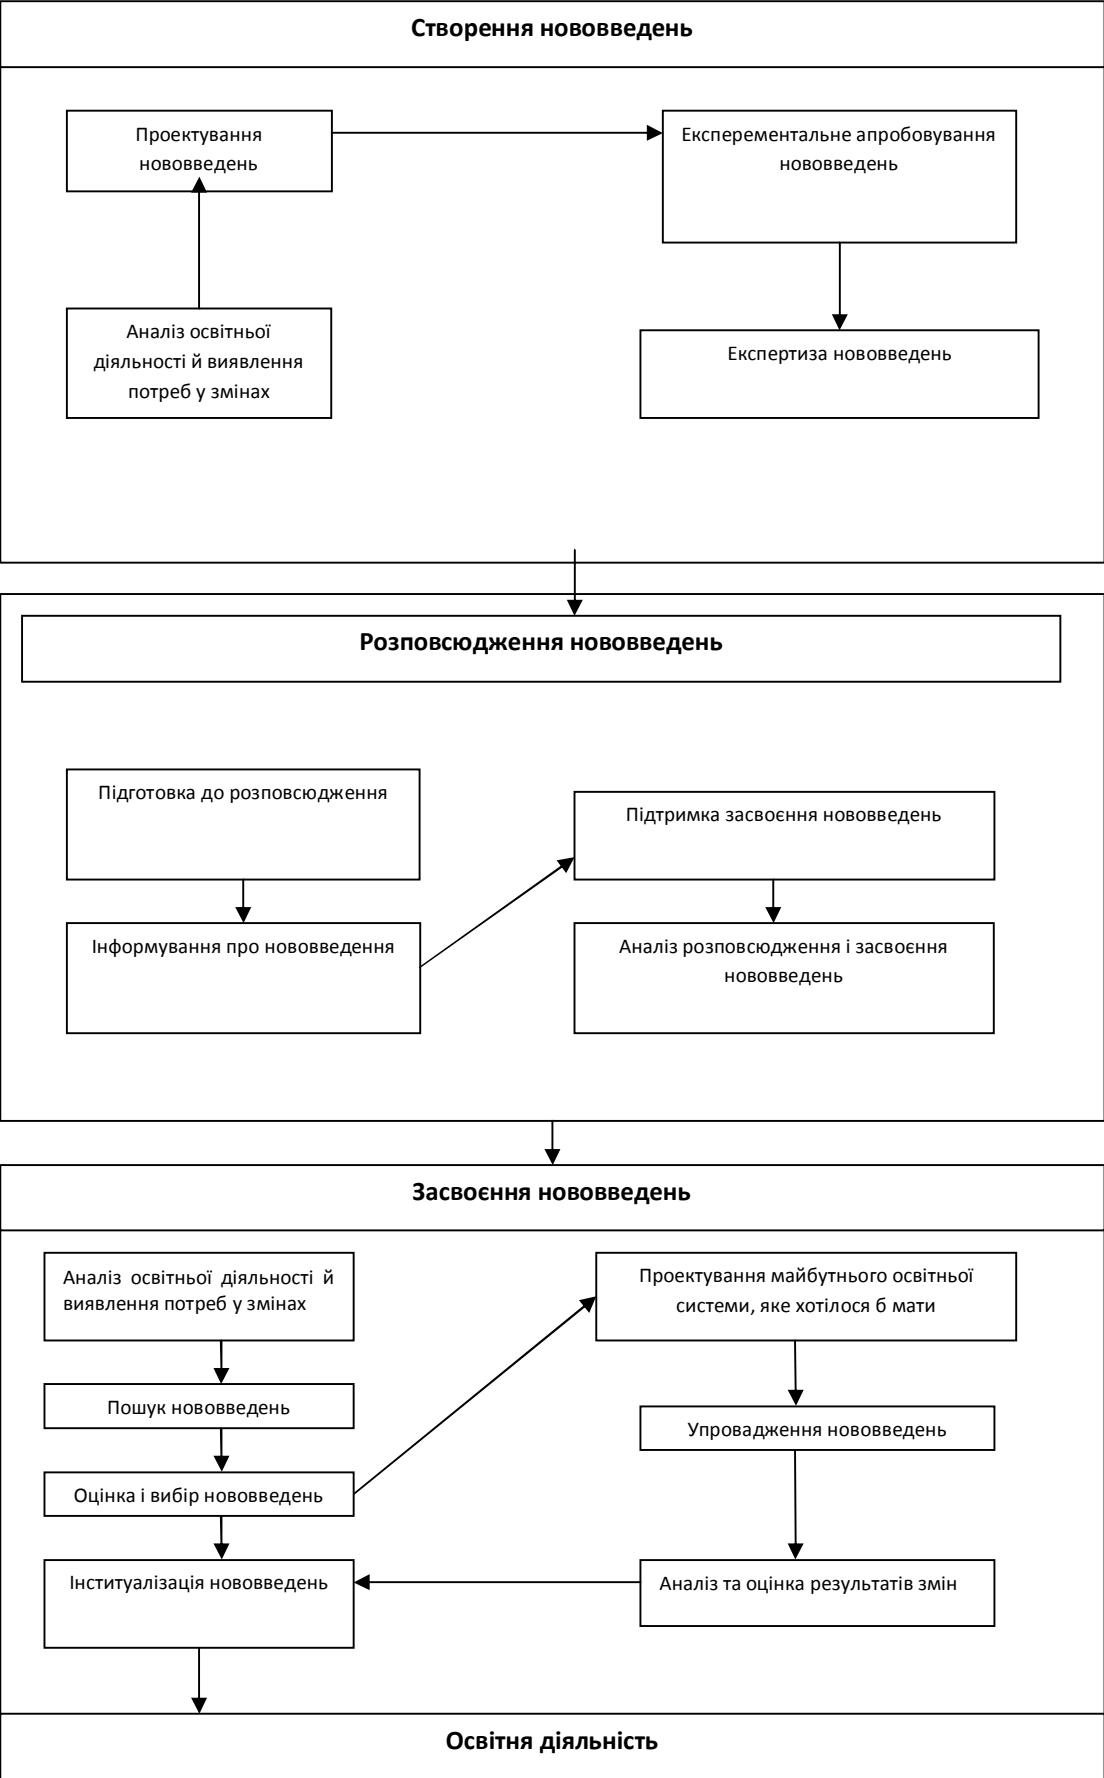 Створення нововведень
Проектування
нововведень
Експерементальне апробовування
нововведень
Аналіз освітньої
діяльності й виявлення
потреб у змінах
Експертиза нововведень
Розповсюдження нововведень
Підготовка до розповсюдження
Підтримка засвоєння нововведень
Інформування про нововведення
Аналіз розповсюдження і засвоєння
нововведень
Засвоєння нововведень
Аналіз освітньої діяльності й
виявлення потреб у змінах
Проектування майбутнього освітньої
системи, яке хотілося б мати
Пошук нововведень
Упровадження нововведень
Оцінка і вибір нововведень
Інституалізація нововведень
Аналіз та оцінка результатів змін
Освітня діяльність